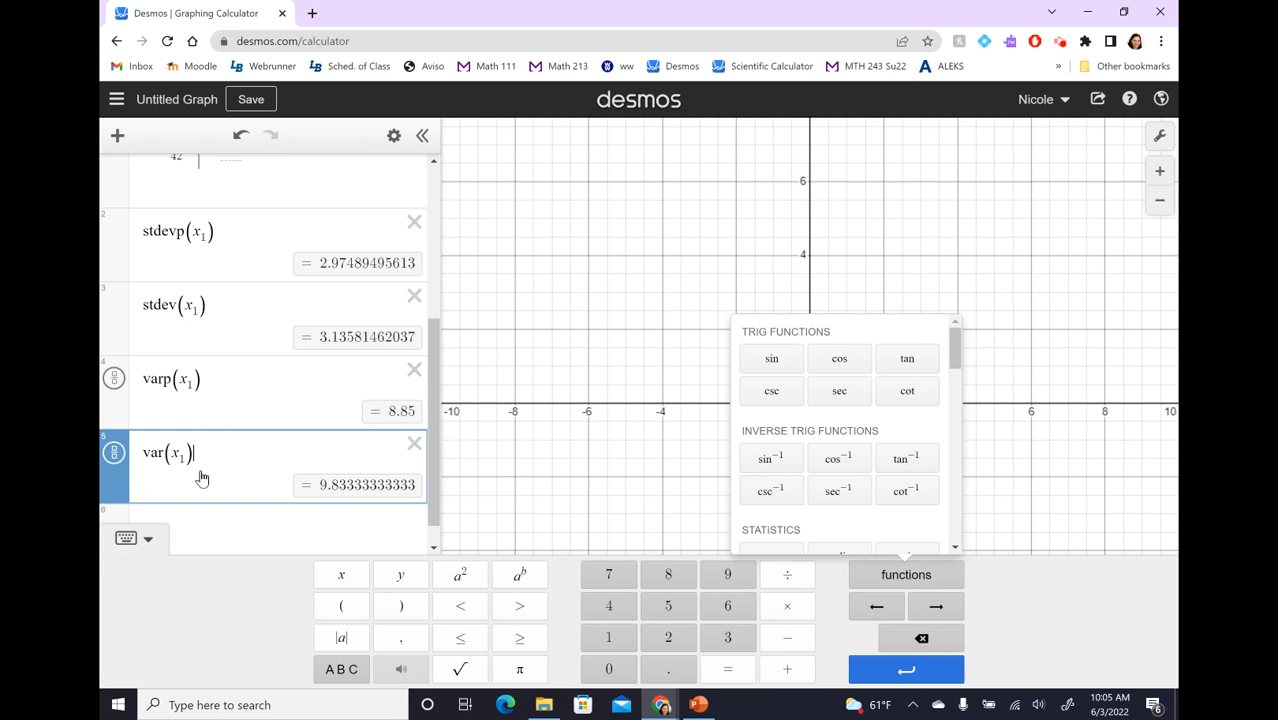 Desmos | Graphing Calculator
desmos.com/calculator
Inbox Moodle Webrunner Sched. of Class Aviso Math 111 Math 213 ww Desmos Scientific Calculator MTH 243 Su22 ALEKS » Other bookmarks
Untitled Graph Save desmos Nicole
42
2
stdevp(x₁)
= 2.97489495613
3
stdev(x₁)
= 3.13581462037
4
varp(x₁)
= 8.85
5
var(x₁)
= 9.83333333333
6
6
4
-10 -8 -6 -4 6 8 10
TRIG FUNCTIONS
sin cos tan
csc sec cot
INVERSE TRIG FUNCTIONS
sin⁻¹ cos⁻¹ tan⁻¹
csc⁻¹ sec⁻¹ cot⁻¹
STATISTICS
x y a² aᵇ 7 8 9 ÷ functions
( ) < > 4 5 6 × ← →
|a| , ≤ ≥ 1 2 3 −
A B C √ π 0 . = +
Type here to search
61°F
10:05 AM
6/3/2022
6